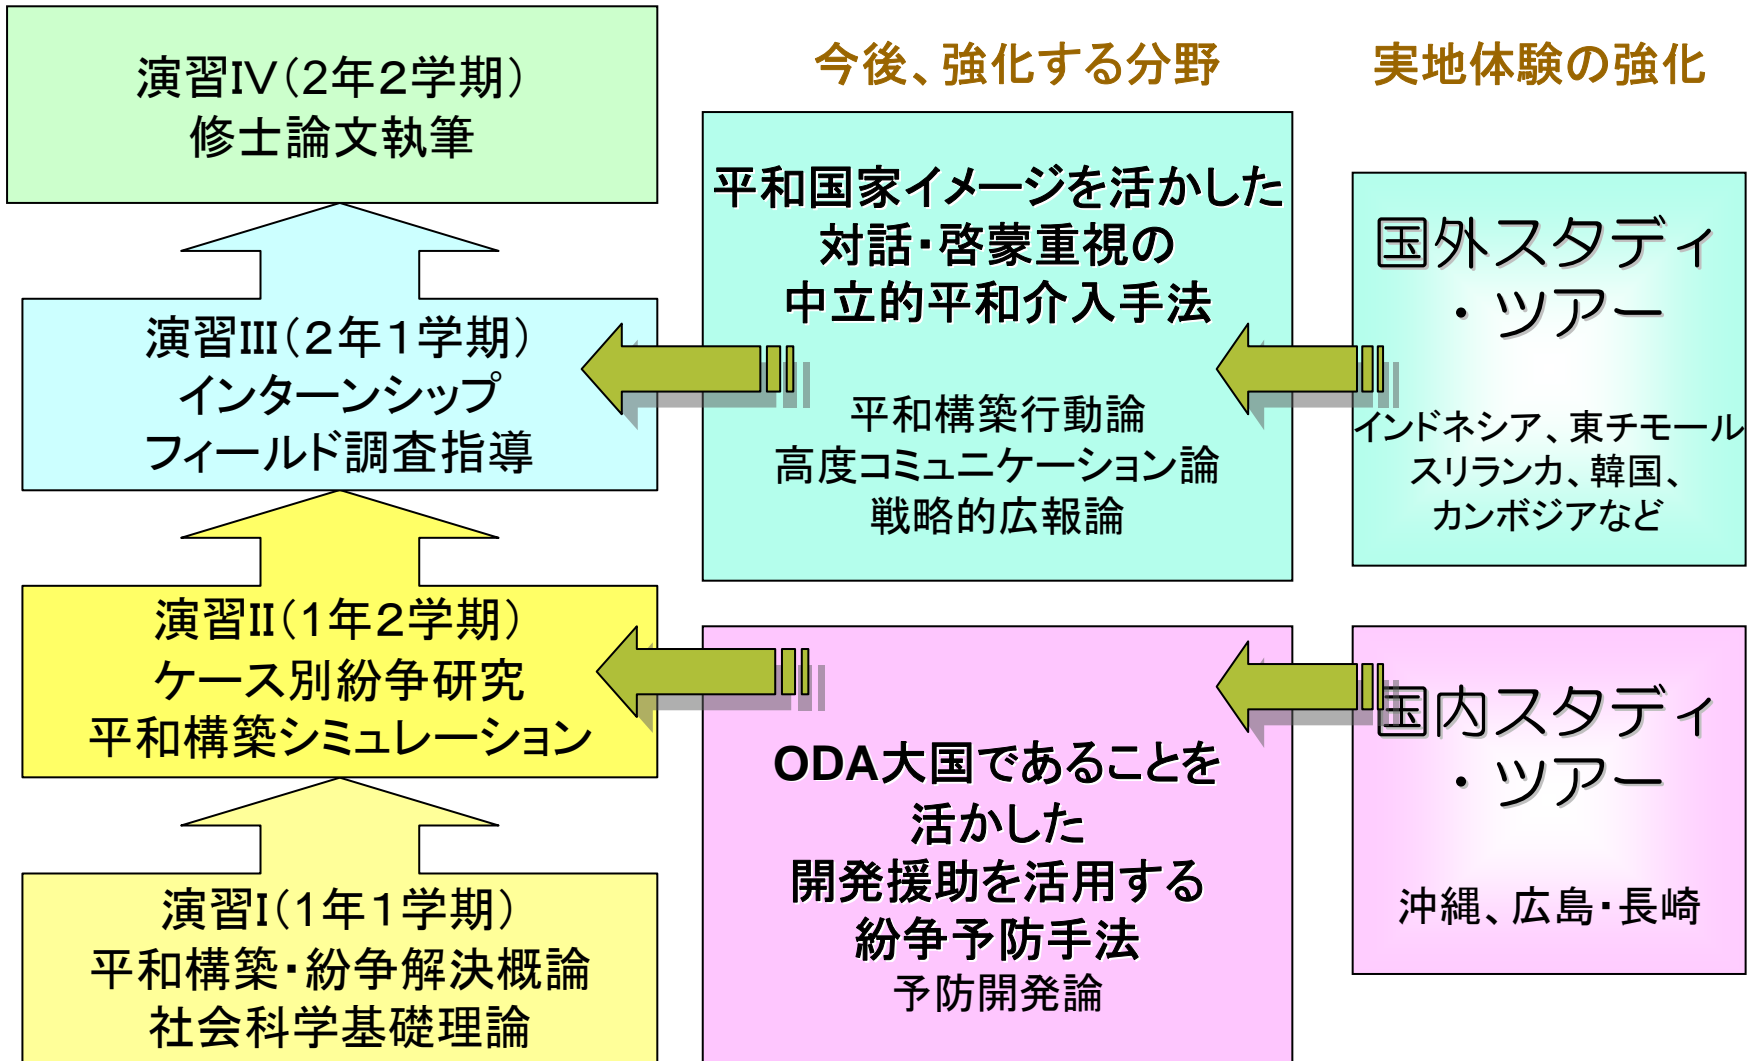 演習IV(2年２学期)
修士論文執筆
演習III(２年１学期)
インターンシップ
フィールド調査指導
演習II(1年２学期)
ケース別紛争研究
平和構築シミュレーション
演習I(1年１学期)
平和構築・紛争解決概論
社会科学基礎理論
今後、強化する分野
平和国家イメージを活かした
対話・啓蒙重視の
中立的平和介入手法
平和構築行動論
高度コミュニケーション論
戦略的広報論
ODA大国であることを
活かした
開発援助を活用する
紛争予防手法
予防開発論
実地体験の強化
国外スタディ
・ツアー
インドネシア、東チモール
スリランカ、韓国、
カンボジアなど
国内スタディ
・ツアー
沖縄、広島・長崎